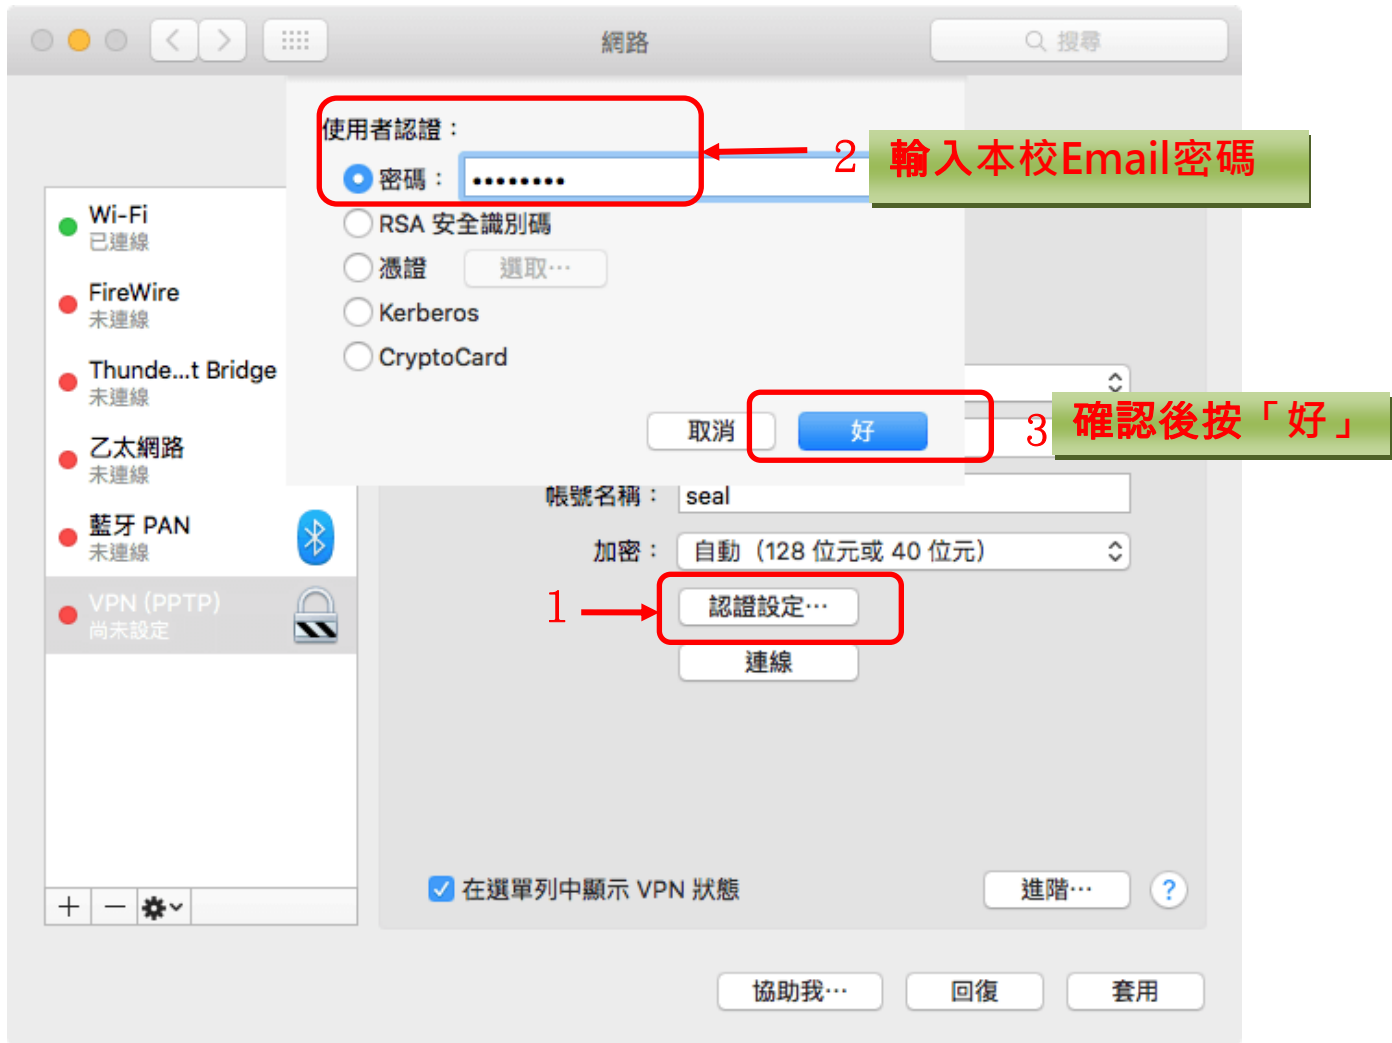 網路
搜尋
使用者認證：
密碼： ••••••••
2 輸入本校Email密碼
RSA 安全識別碼
憑證 選取…
Kerberos
CryptoCard
取消 好
3 確認後按「好」
Wi-Fi
已連線
FireWire
未連線
Thunde...t Bridge
未連線
乙太網路
未連線
藍牙 PAN
未連線
VPN (PPTP)
尚未設定
帳號名稱： seal
加密： 自動（128 位元或 40 位元）
1 認證設定…
連線
在選單列中顯示 VPN 狀態
進階… ?
協助我… 回復 套用